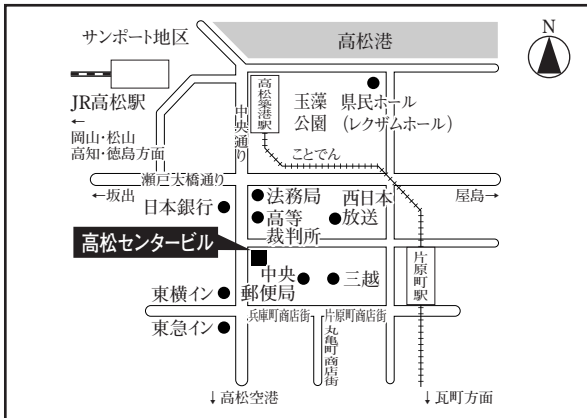 サンポート地区
高松港
N
JR高松駅
高松築港駅
中央通り
玉藻
公園
県民ホール
(レクザムホール)
←
岡山・松山
高知・徳島方面
ことでん
瀬戸大橋通り
←坂出
屋島→
日本銀行
法務局
高等
裁判所
西日本
放送
高松センタービル
片原町駅
中央
郵便局
三越
東横イン
兵庫町商店街
片原町商店街
東急イン
丸亀町商店街
↓高松空港
↓瓦町方面